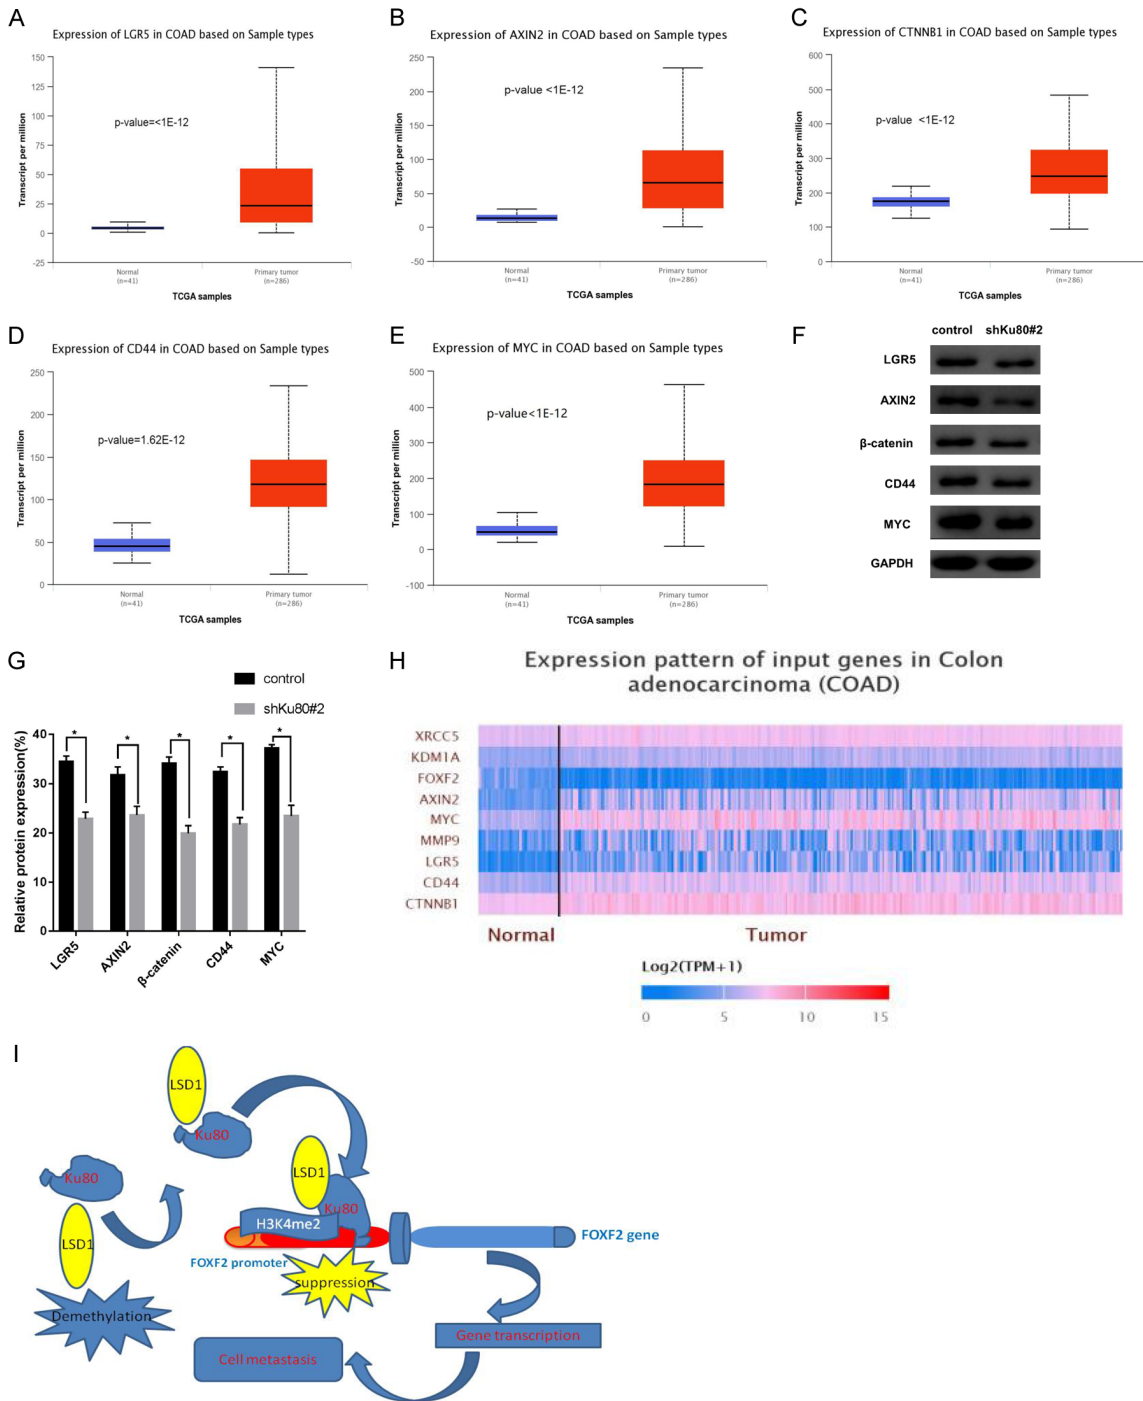 A
Expression of LGR5 in COAD based on Sample types
150
125
100
75
50
25
0
-25
Transcript per million
p-value=<1E-12
Normal
(n=41)
Primary tumor
(n=286)
TCGA samples
B
Expression of AXIN2 in COAD based on Sample types
250
200
150
100
50
0
-50
Transcript per million
p-value <1E-12
Normal
(n=41)
Primary tumor
(n=286)
TCGA samples
C
Expression of CTNNB1 in COAD based on Sample types
600
500
400
300
200
100
0
Transcript per million
p-value <1E-12
Normal
(n=41)
Primary tumor
(n=286)
TCGA samples
D
Expression of CD44 in COAD based on Sample types
250
200
150
100
50
0
Transcript per million
p-value=1.62E-12
Normal
(n=41)
Primary tumor
(n=286)
TCGA samples
E
Expression of MYC in COAD based on Sample types
500
400
300
200
100
0
-100
Transcript per million
p-value<1E-12
Normal
(n=41)
Primary tumor
(n=286)
TCGA samples
F
control shKu80#2
LGR5
AXIN2
β-catenin
CD44
MYC
GAPDH
G
control
shKu80#2
Relative protein expression(%)
40
30
20
10
0
* * * * *
LGR5
AXIN2
β-catenin
CD44
MYC
H
Expression pattern of input genes in Colon
adenocarcinoma (COAD)
XRCC5
KDM1A
FOXF2
AXIN2
MYC
MMP9
LGR5
CD44
CTNNB1
Normal Tumor
Log2(TPM+1)
0 5 10 15
I
LSD1
Ku80
Ku80
LSD1
Demethylation
LSD1
Ku80
H3K4me2
FOXF2 promoter
FOXF2 gene
suppression
Gene transcription
Cell metastasis